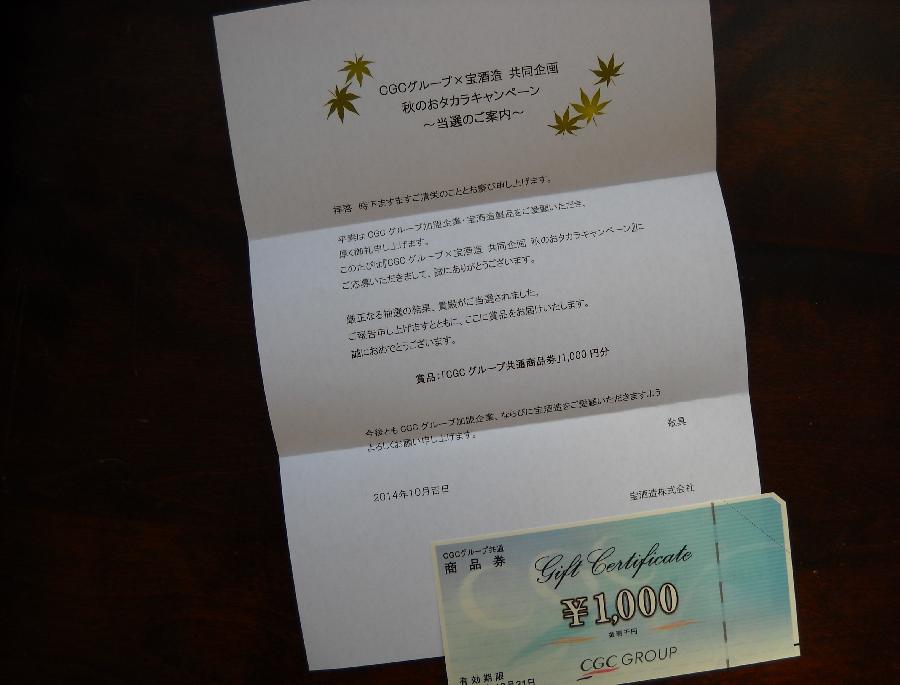 CGCグループ×宝酒造 共同企画
秋のおタカラキャンペーン
～当選のご案内～
拝啓 時下ますますご清栄のこととお慶び申し上げます。
平素はCGCグループ加盟企業・宝酒造製品をご愛顧いただき、
厚く御礼申し上げます。
このたびは『CGCグループ×宝酒造 共同企画 秋のおタカラキャンペーン』に
ご応募いただきまして、誠にありがとうございます。
厳正なる抽選の結果、貴殿がご当選されました。
ご報告申し上げますとともに、ここに賞品をお届けいたします。
誠におめでとうございます。
賞品：「CGCグループ共通商品券」1,000円分
今後ともCGCグループ加盟企業、ならびに宝酒造をご愛顧いただきますよう
よろしくお願い申し上げます。
敬具
2014年10月吉日
宝酒造株式会社
CGCグループ共通
商品券
Gift Certificate
¥1,000
金壱千円
CGC GROUP
有効期限
月31日